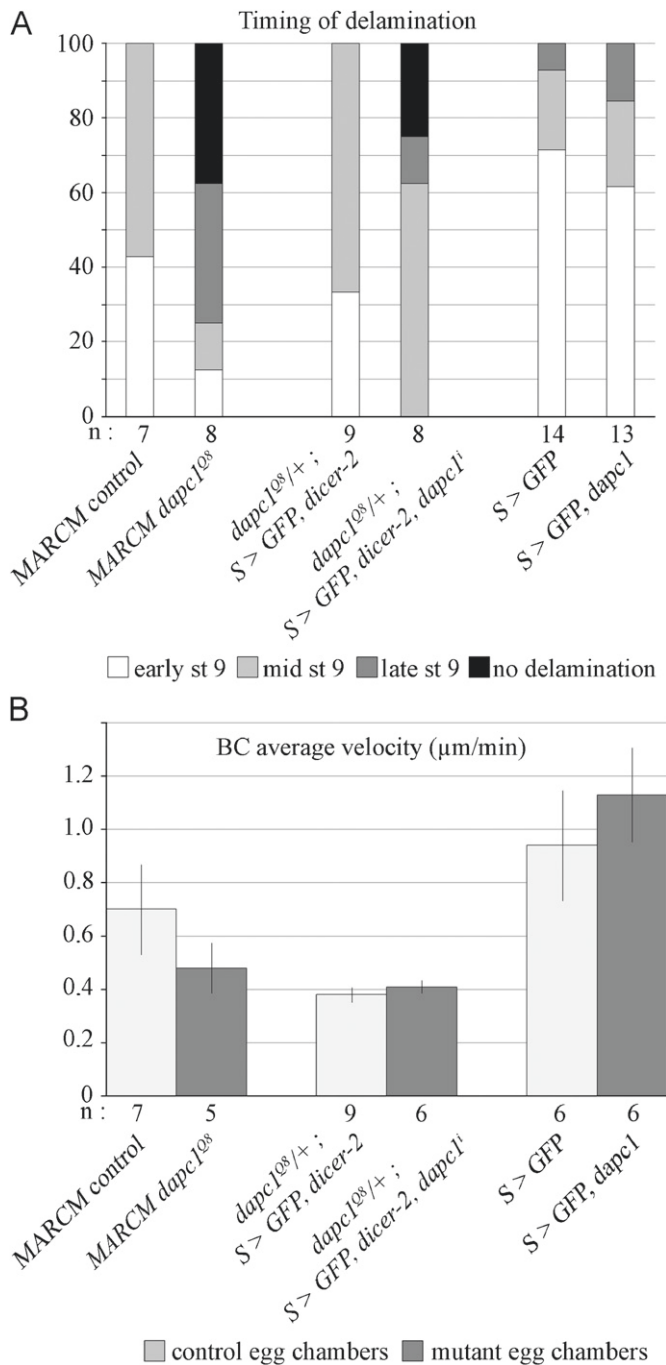 A
Timing of delamination
100
80
60
40
20
0
n : 7 8 9 8 14 13
MARCM control
MARCM dapc1Q8
dapc1Q8/+ ;
S > GFP, dicer-2
dapc1Q8/+ ;
S > GFP, dicer-2, dapc1i
S > GFP
S > GFP, dapc1
early st 9 mid st 9 late st 9 no delamination
B
BC average velocity (µm/min)
1.2
1.0
0.8
0.6
0.4
0.2
0
n : 7 5 9 6 6 6
MARCM control
MARCM dapc1Q8
dapc1Q8/+ ;
S > GFP, dicer-2
dapc1Q8/+ ;
S > GFP, dicer-2, dapc1i
S > GFP
S > GFP, dapc1
control egg chambers mutant egg chambers